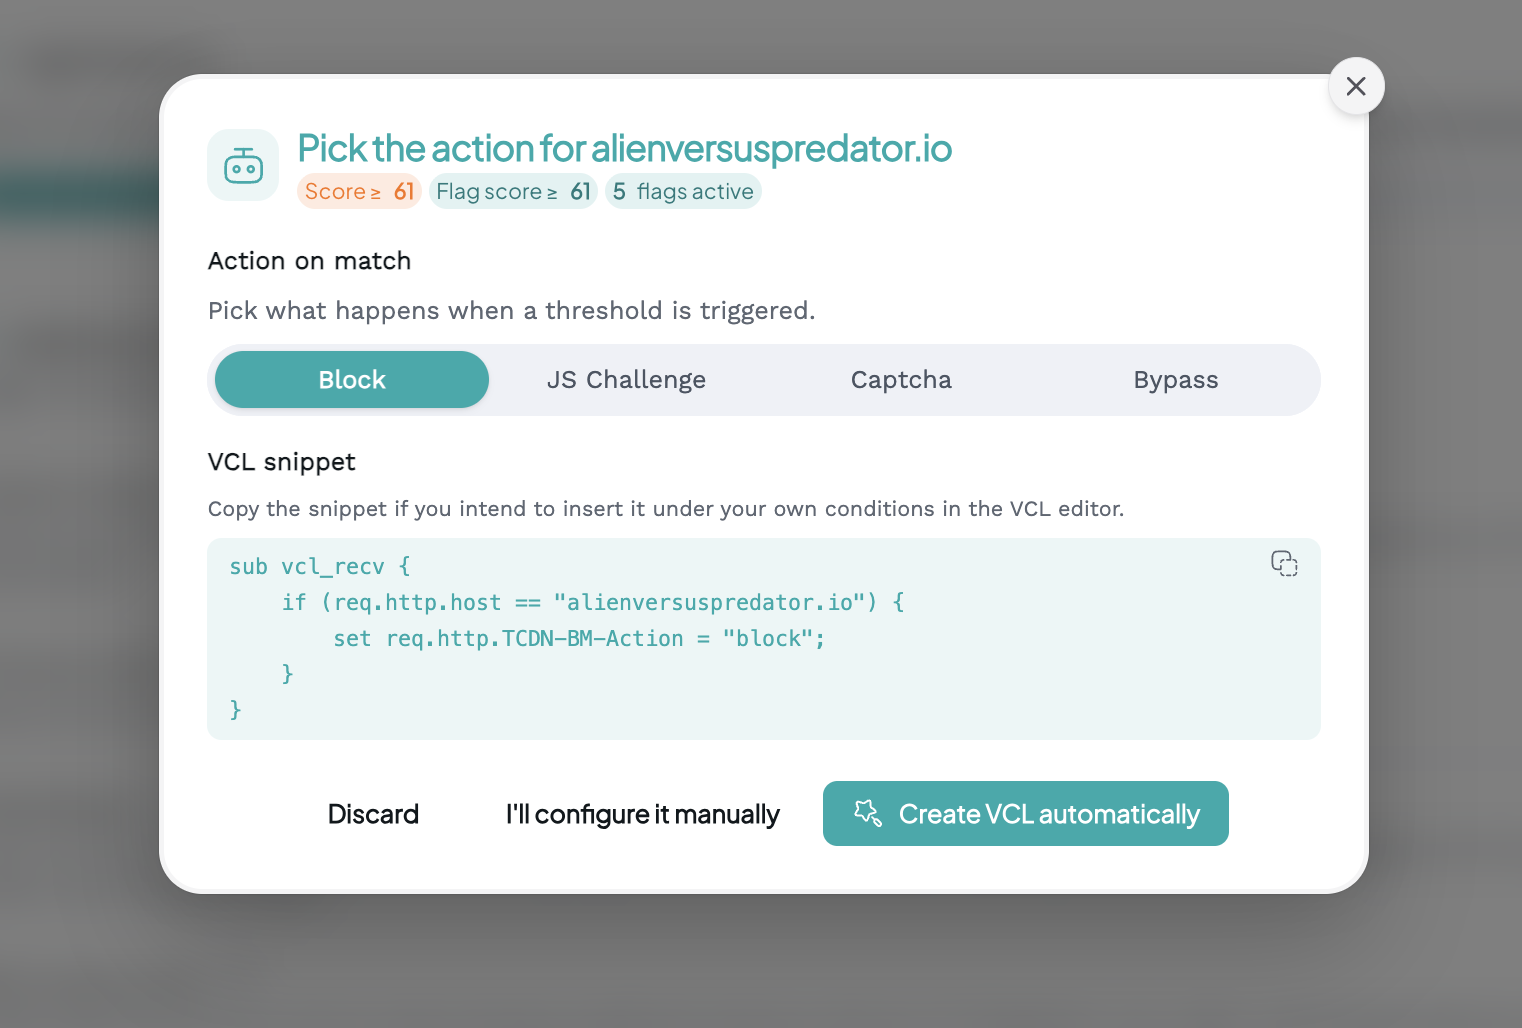 Pick the action for alienversuspredator.io
Score ≥ 61 Flag score ≥ 61 5 flags active
Action on match
Pick what happens when a threshold is triggered.
Block JS Challenge Captcha Bypass
VCL snippet
Copy the snippet if you intend to insert it under your own conditions in the VCL editor.
sub vcl_recv {
    if (req.http.host == "alienversuspredator.io") {
        set req.http.TCDN-BM-Action = "block";
    }
}
Discard I'll configure it manually Create VCL automatically